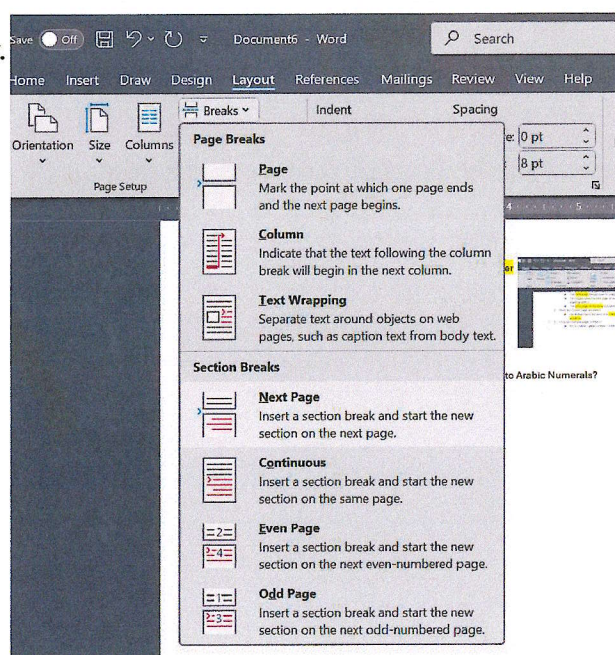 Save Off Document6 - Word Search
Home Insert Draw Design Layout References Mailings Review View Help
Orientation Size Columns Breaks Indent Spacing
0 pt
8 pt
Page Setup
Page Breaks
Page
Mark the point at which one page ends
and the next page begins.
Column
Indicate that the text following the column
break will begin in the next column.
Text Wrapping
Separate text around objects on web
pages, such as caption text from body text.
Section Breaks
Next Page
Insert a section break and start the new
section on the next page.
Continuous
Insert a section break and start the new
section on the same page.
Even Page
=2=
=4=
Insert a section break and start the new
section on the next even-numbered page.
Odd Page
=1=
=3=
Insert a section break and start the new
section on the next odd-numbered page.
4 5
er
to Arabic Numerals?